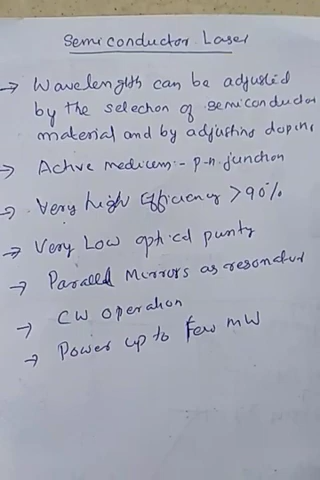 Semiconductor Laser
→ Wavelength can be adjusted
by the selection of semiconductor
material and by adjusting doping
→ Active medium :- p-n junction
→ Very high Efficiency > 90%
→ Very Low optical purity
→ Parallel Mirrors as resonator
→ CW operation
→ Power up to Few MW